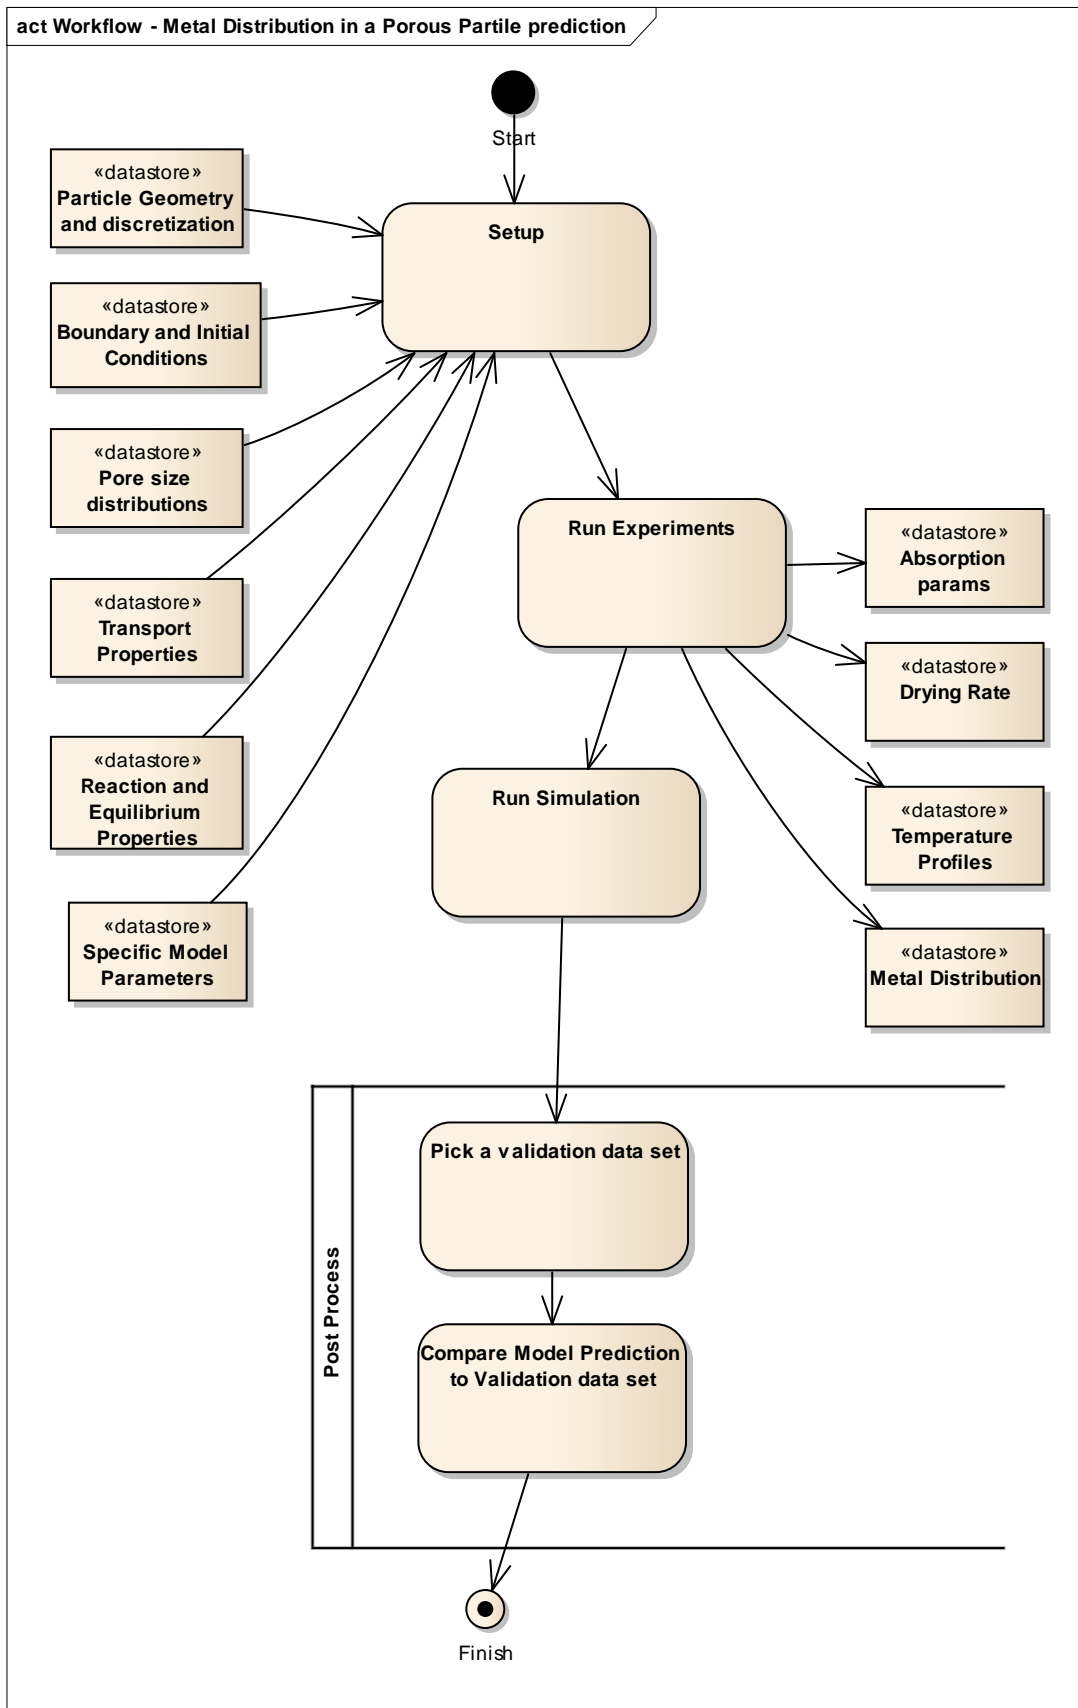 act Workflow - Metal Distribution in a Porous Partile prediction
Start
«datastore»
Particle Geometry
and discretization
Setup
«datastore»
Boundary and Initial
Conditions
«datastore»
Pore size
distributions
Run Experiments
«datastore»
Absorption
params
«datastore»
Transport
Properties
«datastore»
Drying Rate
«datastore»
Reaction and
Equilibrium
Properties
Run Simulation
«datastore»
Temperature
Profiles
«datastore»
Specific Model
Parameters
«datastore»
Metal Distribution
Post Process
Pick a validation data set
Compare Model Prediction
to Validation data set
Finish